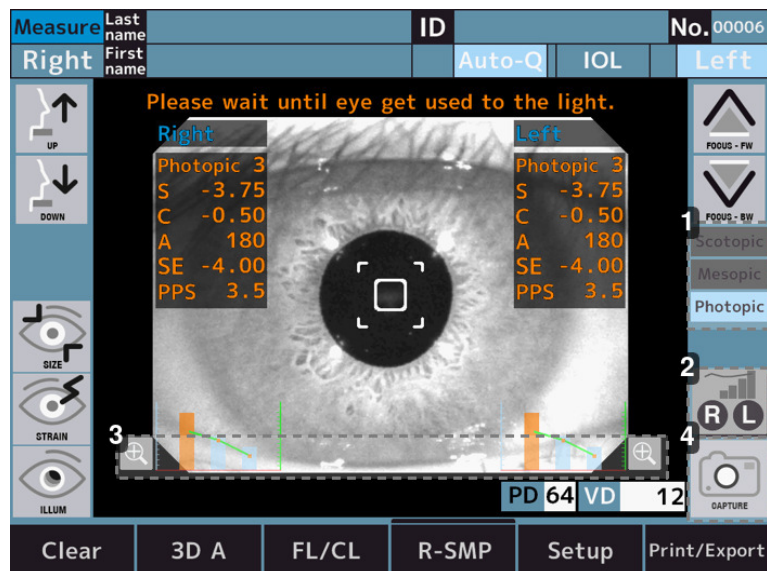 Measure Last name ID No. 00006
Right First name Auto-Q IOL Left
Please wait until eye get used to the light.
UP
DOWN
SIZE
STRAIN
ILLUM
Right
Photopic 3
S -3.75
C -0.50
A 180
SE -4.00
PPS 3.5
Left
Photopic 3
S -3.75
C -0.50
A 180
SE -4.00
PPS 3.5
FOCUS - FW
FOCUS - BW
1
Scotopic
Mesopic
Photopic
2
R L
3
4
CAPTURE
PD 64 VD 12
Clear 3D A FL/CL R-SMP Setup Print/Export